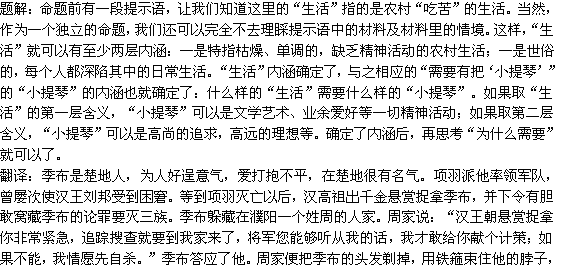 题解：命题前有一段提示语，让我们知道这里的“生活”指的是农村“吃苦”的生活。当然，
作为一个独立的命题，我们还可以完全不去理睬提示语中的材料及材料里的情境。这样，“生
活”就可以有至少两层内涵：一是特指枯燥、单调的，缺乏精神活动的农村生活；一是世俗
的，每个人都深陷其中的日常生活。“生活”内涵确定了，与之相应的“需要有把‘小提琴’”
的“小提琴”的内涵也就确定了：什么样的“生活”需要什么样的“小提琴”。如果取“生
活”的第一层含义，“小提琴”可以是文学艺术、业余爱好等一切精神活动；如果取第二层
含义，“小提琴”可以是高尚的追求，高远的理想等。确定了内涵后，再思考“为什么需要”
就可以了。
翻译：季布是楚地人，为人好逞意气，爱打抱不平，在楚地很有名气。项羽派他率领军队，
曾屡次使汉王刘邦受到困窘。等到项羽灭亡以后，汉高祖出千金悬赏捉拿季布，并下令有胆
敢窝藏季布的论罪要灭三族。季布躲藏在濮阳一个姓周的人家。周家说：“汉王朝悬赏捉拿
你非常紧急，追踪搜查就要到我家来了，将军您能够听从我的话，我才敢给你献个计策；如
果不能，我情愿先自杀。”季布答应了他。周家便把季布的头发剃掉，用铁箍束住他的脖子，